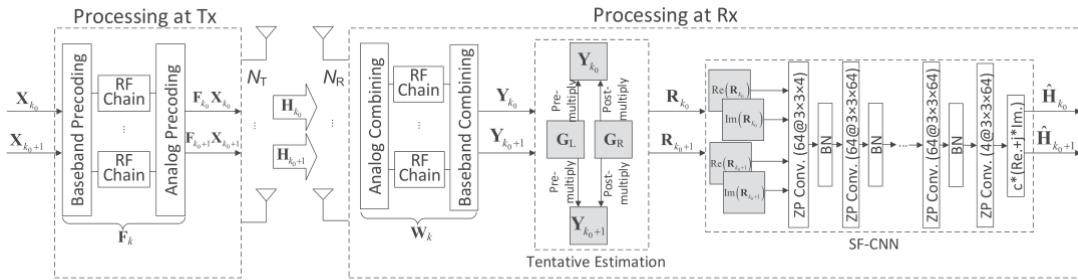 Processing at Tx
Processing at Rx
X_{k_0}
X_{k_0+1}
Baseband Precoding
RF Chain
...
RF Chain
Analog Precoding
F_k
F_{k_0}X_{k_0}
F_{k_0+1}X_{k_0+1}
N_T
...
H_{k_0}
H_{k_0+1}
N_R
...
Analog Combining
RF Chain
...
RF Chain
Baseband Combining
W_k
Y_{k_0}
Y_{k_0+1}
Y_{k_0}
Pre-multiply
Post-multiply
G_L
G_R
Pre-multiply
Post-multiply
Y_{k_0+1}
Tentative Estimation
R_{k_0}
R_{k_0+1}
Re(R_{k_0})
Im(R_{k_0})
Re(R_{k_0+1})
Im(R_{k_0+1})
ZP Conv. (64@3×3×4)
BN
ZP Conv. (64@3×3×64)
BN
......
ZP Conv. (64@3×3×64)
BN
ZP Conv. (4@3×3×64)
c*(Re.+j*Im.)
SF-CNN
Ĥ_{k_0}
Ĥ_{k_0+1}